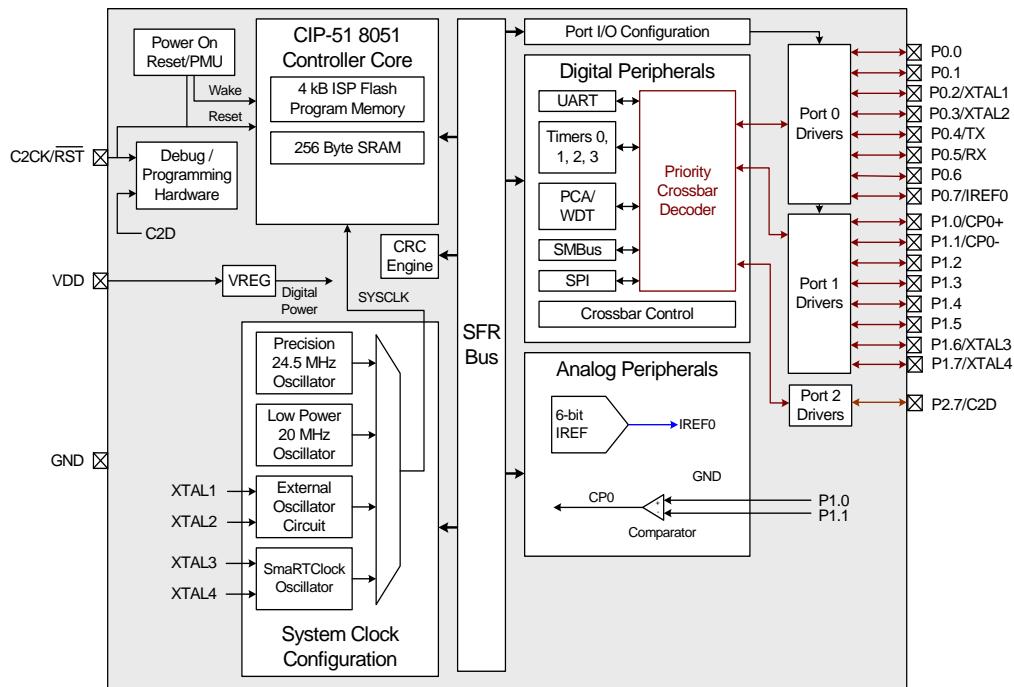 Power On
Reset/PMU
Wake
Reset
C2CK/RST
Debug /
Programming
Hardware
C2D
VDD
VREG
Digital
Power
GND
CIP-51 8051
Controller Core
4 kB ISP Flash
Program Memory
256 Byte SRAM
CRC
Engine
SYSCLK
Precision
24.5 MHz
Oscillator
Low Power
20 MHz
Oscillator
XTAL1
XTAL2
External
Oscillator
Circuit
XTAL3
XTAL4
SmaRTClock
Oscillator
System Clock
Configuration
SFR
Bus
Port I/O Configuration
Digital Peripherals
UART
Timers 0,
1, 2, 3
PCA/
WDT
SMBus
SPI
Priority
Crossbar
Decoder
Crossbar Control
Analog Peripherals
6-bit
IREF
IREF0
GND
CP0
+
-
Comparator
P1.0
P1.1
Port 0
Drivers
Port 1
Drivers
Port 2
Drivers
P0.0
P0.1
P0.2/XTAL1
P0.3/XTAL2
P0.4/TX
P0.5/RX
P0.6
P0.7/IREF0
P1.0/CP0+
P1.1/CP0-
P1.2
P1.3
P1.4
P1.5
P1.6/XTAL3
P1.7/XTAL4
P2.7/C2D